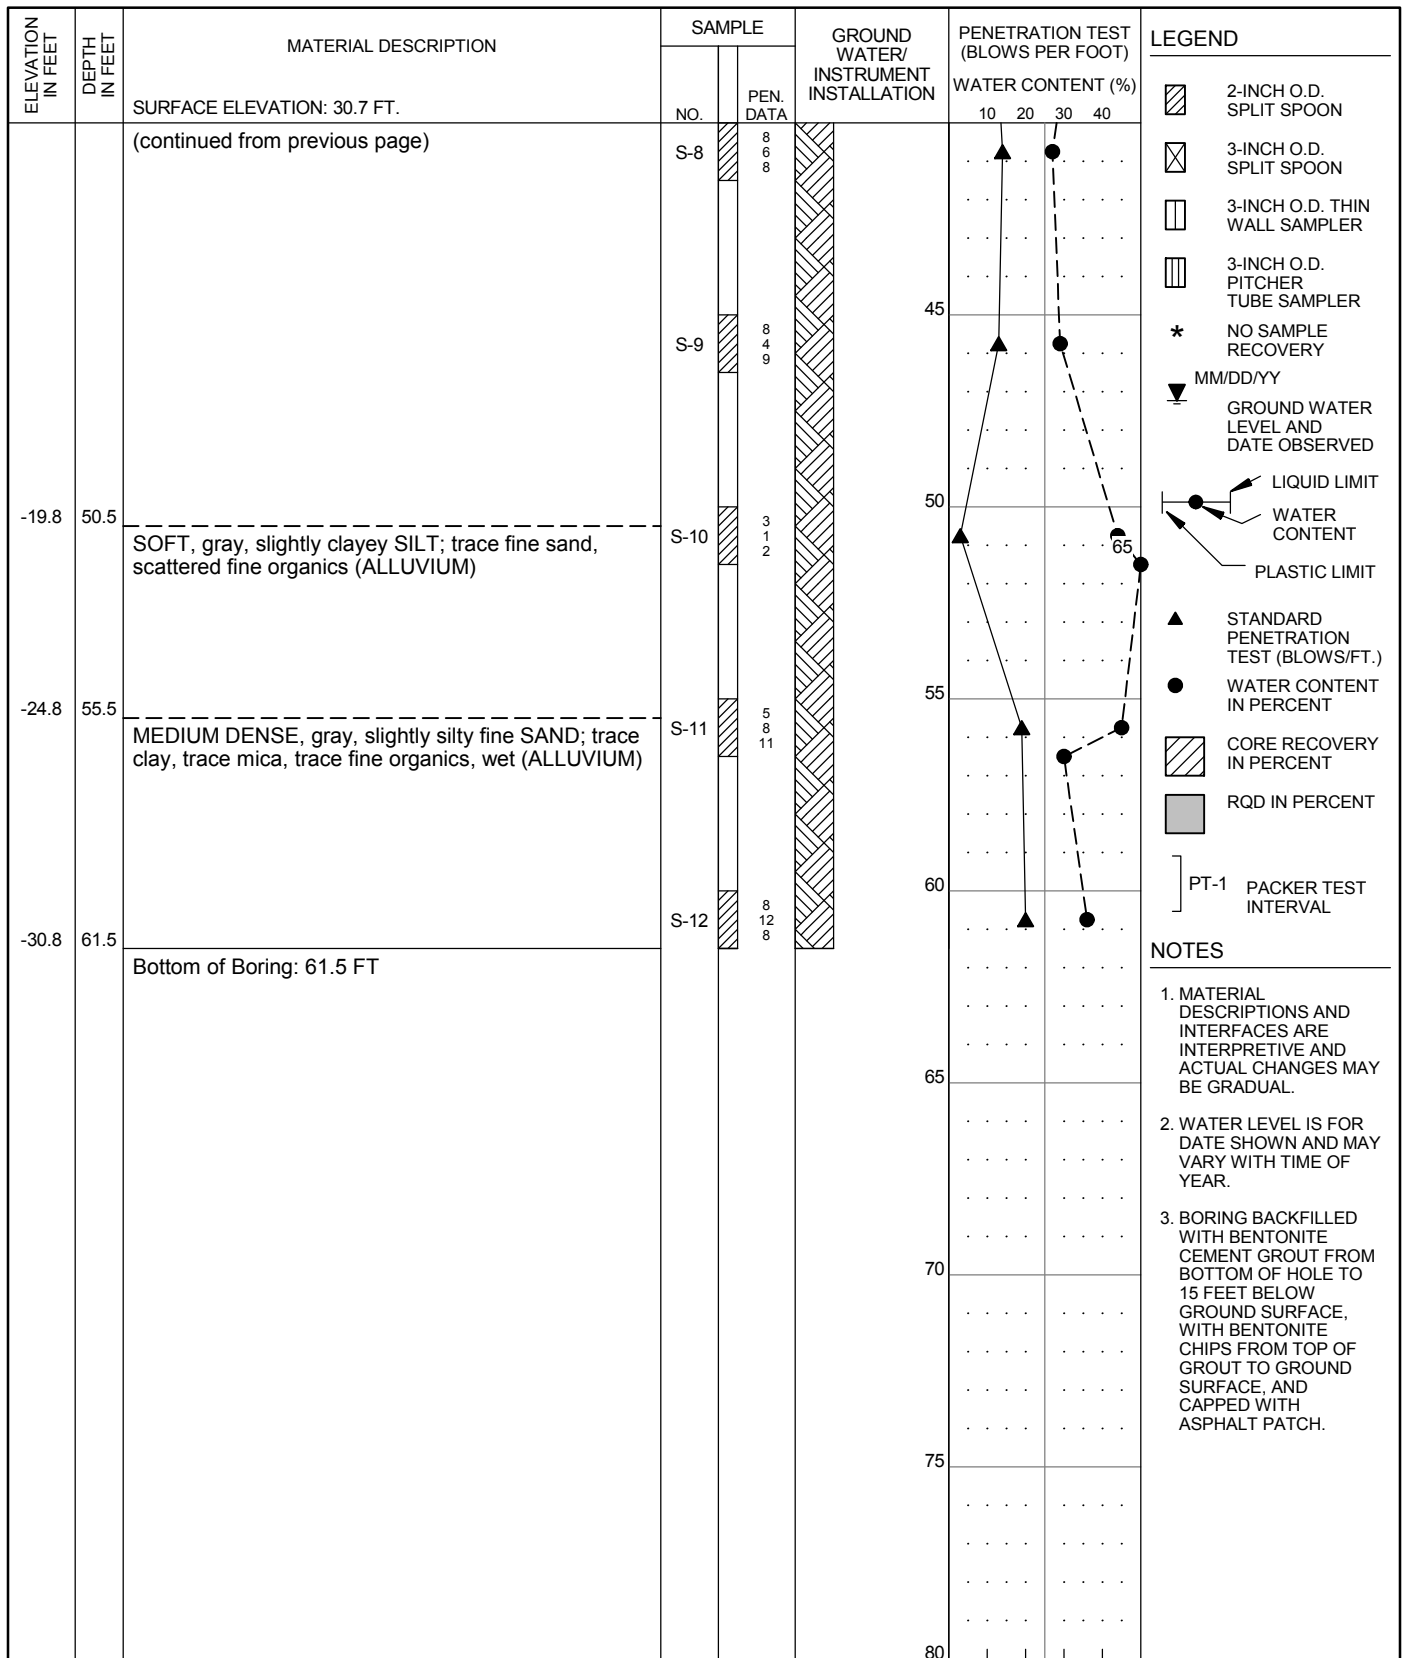 ELEVATION
IN FEET
DEPTH
IN FEET
MATERIAL DESCRIPTION
SURFACE ELEVATION: 30.7 FT.
SAMPLE
NO.
PEN.
DATA
GROUND
WATER/
INSTRUMENT
INSTALLATION
PENETRATION TEST
(BLOWS PER FOOT)
WATER CONTENT (%)
10 20 30 40
(continued from previous page)
S-8
8
6
8
45
S-9
8
4
9
50
-19.8 50.5
SOFT, gray, slightly clayey SILT; trace fine sand,
scattered fine organics (ALLUVIUM)
S-10
3
1
2
65
55
-24.8 55.5
MEDIUM DENSE, gray, slightly silty fine SAND; trace
clay, trace mica, trace fine organics, wet (ALLUVIUM)
S-11
5
8
11
60
S-12
8
12
8
-30.8 61.5
Bottom of Boring: 61.5 FT
65
70
75
80
LEGEND
2-INCH O.D.
SPLIT SPOON
3-INCH O.D.
SPLIT SPOON
3-INCH O.D. THIN
WALL SAMPLER
3-INCH O.D.
PITCHER
TUBE SAMPLER
* NO SAMPLE
RECOVERY
MM/DD/YY
GROUND WATER
LEVEL AND
DATE OBSERVED
LIQUID LIMIT
WATER
CONTENT
PLASTIC LIMIT
STANDARD
PENETRATION
TEST (BLOWS/FT.)
WATER CONTENT
IN PERCENT
CORE RECOVERY
IN PERCENT
RQD IN PERCENT
PT-1 PACKER TEST
INTERVAL
NOTES
1. MATERIAL
DESCRIPTIONS AND
INTERFACES ARE
INTERPRETIVE AND
ACTUAL CHANGES MAY
BE GRADUAL.
2. WATER LEVEL IS FOR
DATE SHOWN AND MAY
VARY WITH TIME OF
YEAR.
3. BORING BACKFILLED
WITH BENTONITE
CEMENT GROUT FROM
BOTTOM OF HOLE TO
15 FEET BELOW
GROUND SURFACE,
WITH BENTONITE
CHIPS FROM TOP OF
GROUT TO GROUND
SURFACE, AND
CAPPED WITH
ASPHALT PATCH.